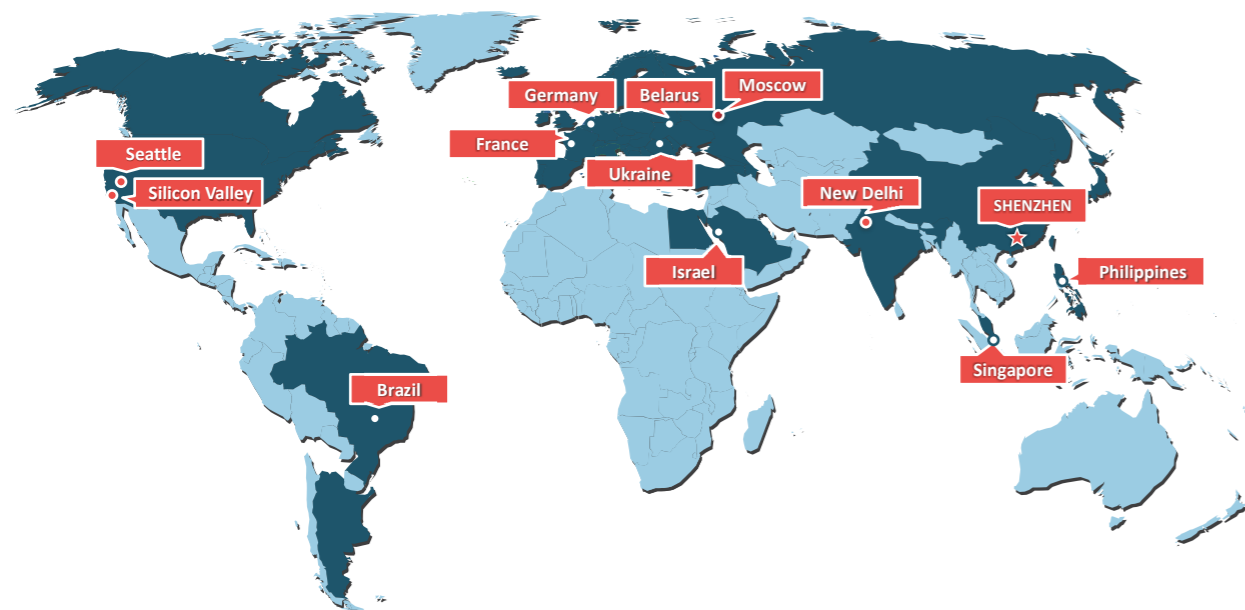 Germany
Belarus
Moscow
France
Seattle
Silicon Valley
Ukraine
New Delhi
SHENZHEN
Israel
Philippines
Singapore
Brazil